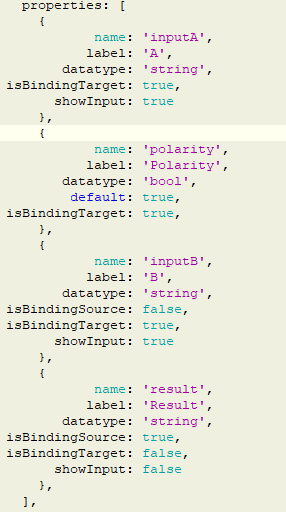 properties: [
{
name: 'inputA',
label: 'A',
datatype: 'string',
isBindingTarget: true,
showInput: true
},
{
name: 'polarity',
label: 'Polarity',
datatype: 'bool',
default: true,
isBindingTarget: true,
},
{
name: 'inputB',
label: 'B',
datatype: 'string',
isBindingSource: false,
isBindingTarget: true,
showInput: true
},
{
name: 'result',
label: 'Result',
datatype: 'string',
isBindingSource: true,
isBindingTarget: false,
showInput: false
},
],